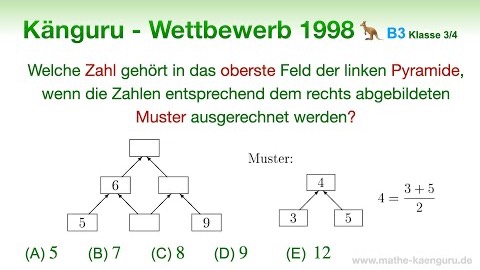 Känguru - Wettbewerb 1998 B3 Klasse 3/4
Welche Zahl gehört in das oberste Feld der linken Pyramide,
wenn die Zahlen entsprechend dem rechts abgebildeten
Muster ausgerechnet werden?
Muster:
6
5 9
4
3 5
4 = \frac{3 + 5}{2}
(A) 5 (B) 7 (C) 8 (D) 9 (E) 12
www.mathe-kaenguru.de